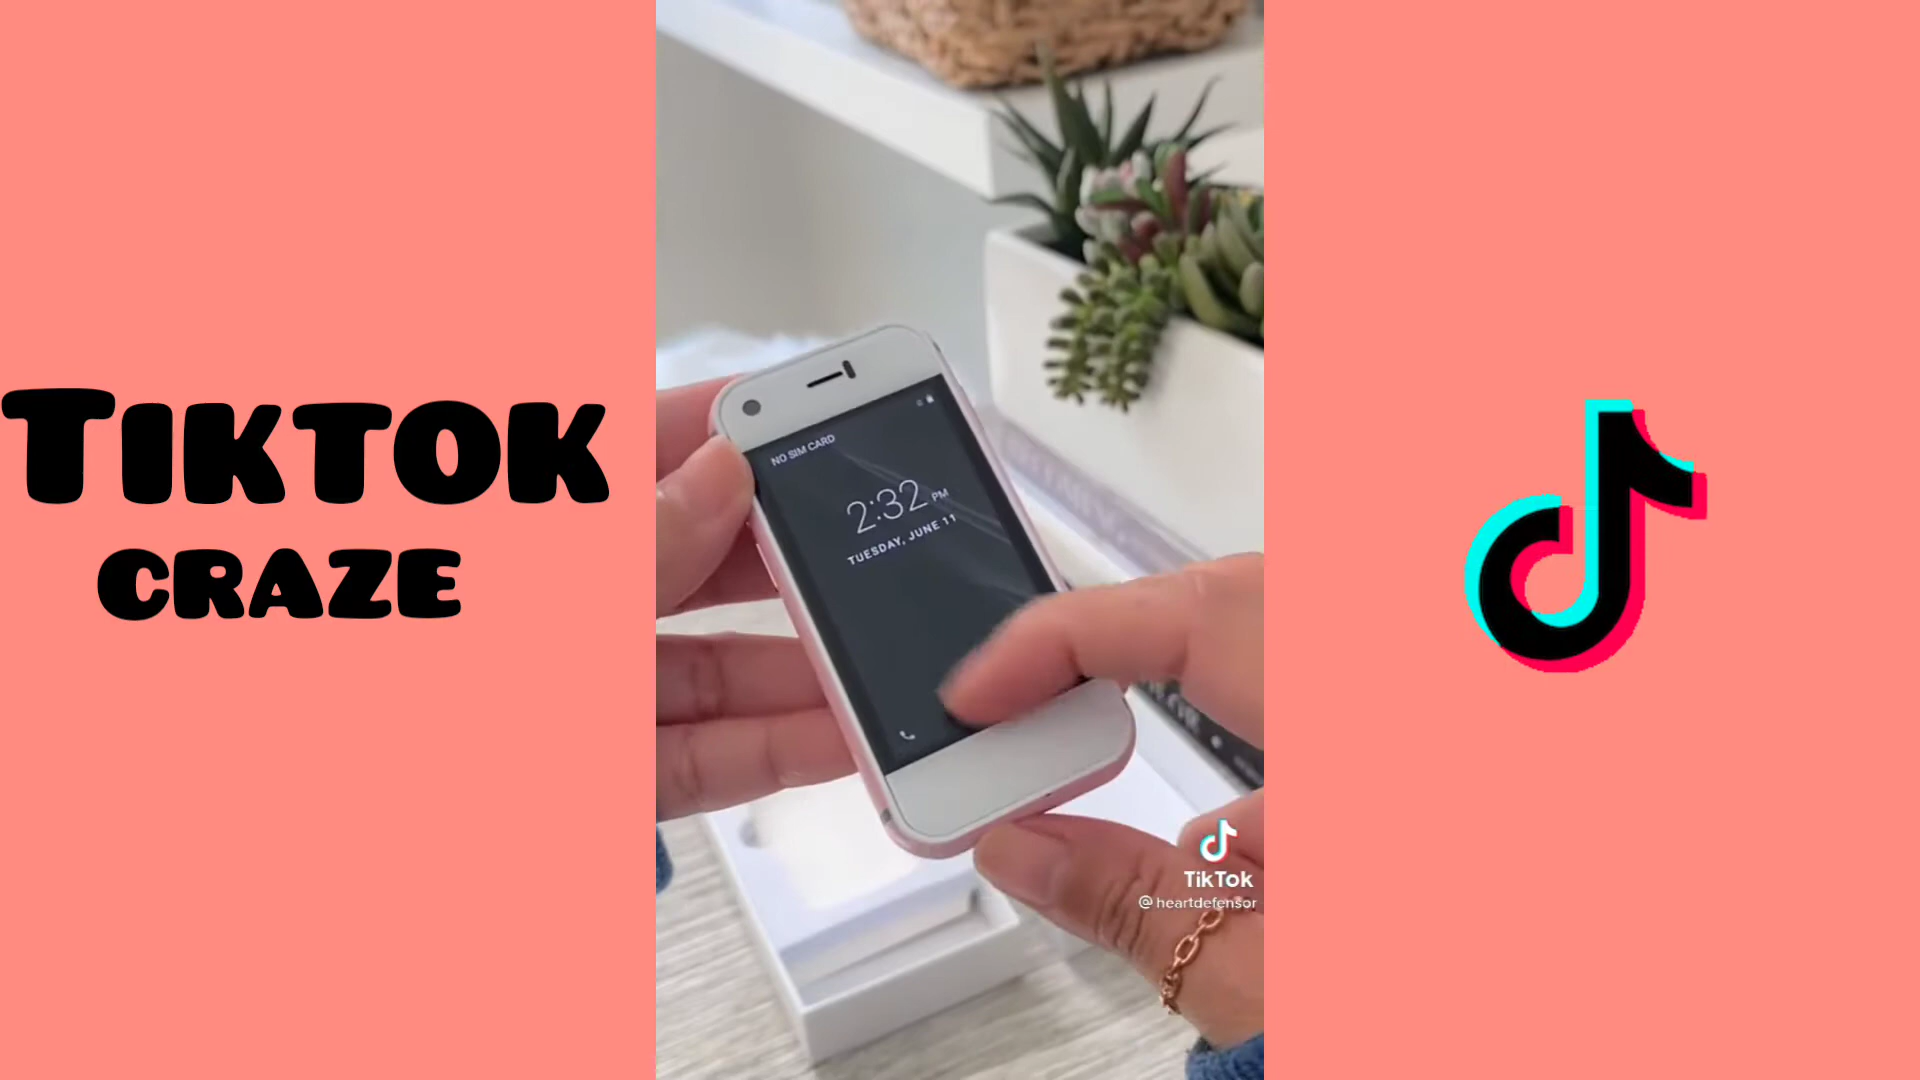 TIKTOK
CRAZE
NO SIM CARD
2:32 PM
TUESDAY, JUNE 11
TikTok
@heartdefensor